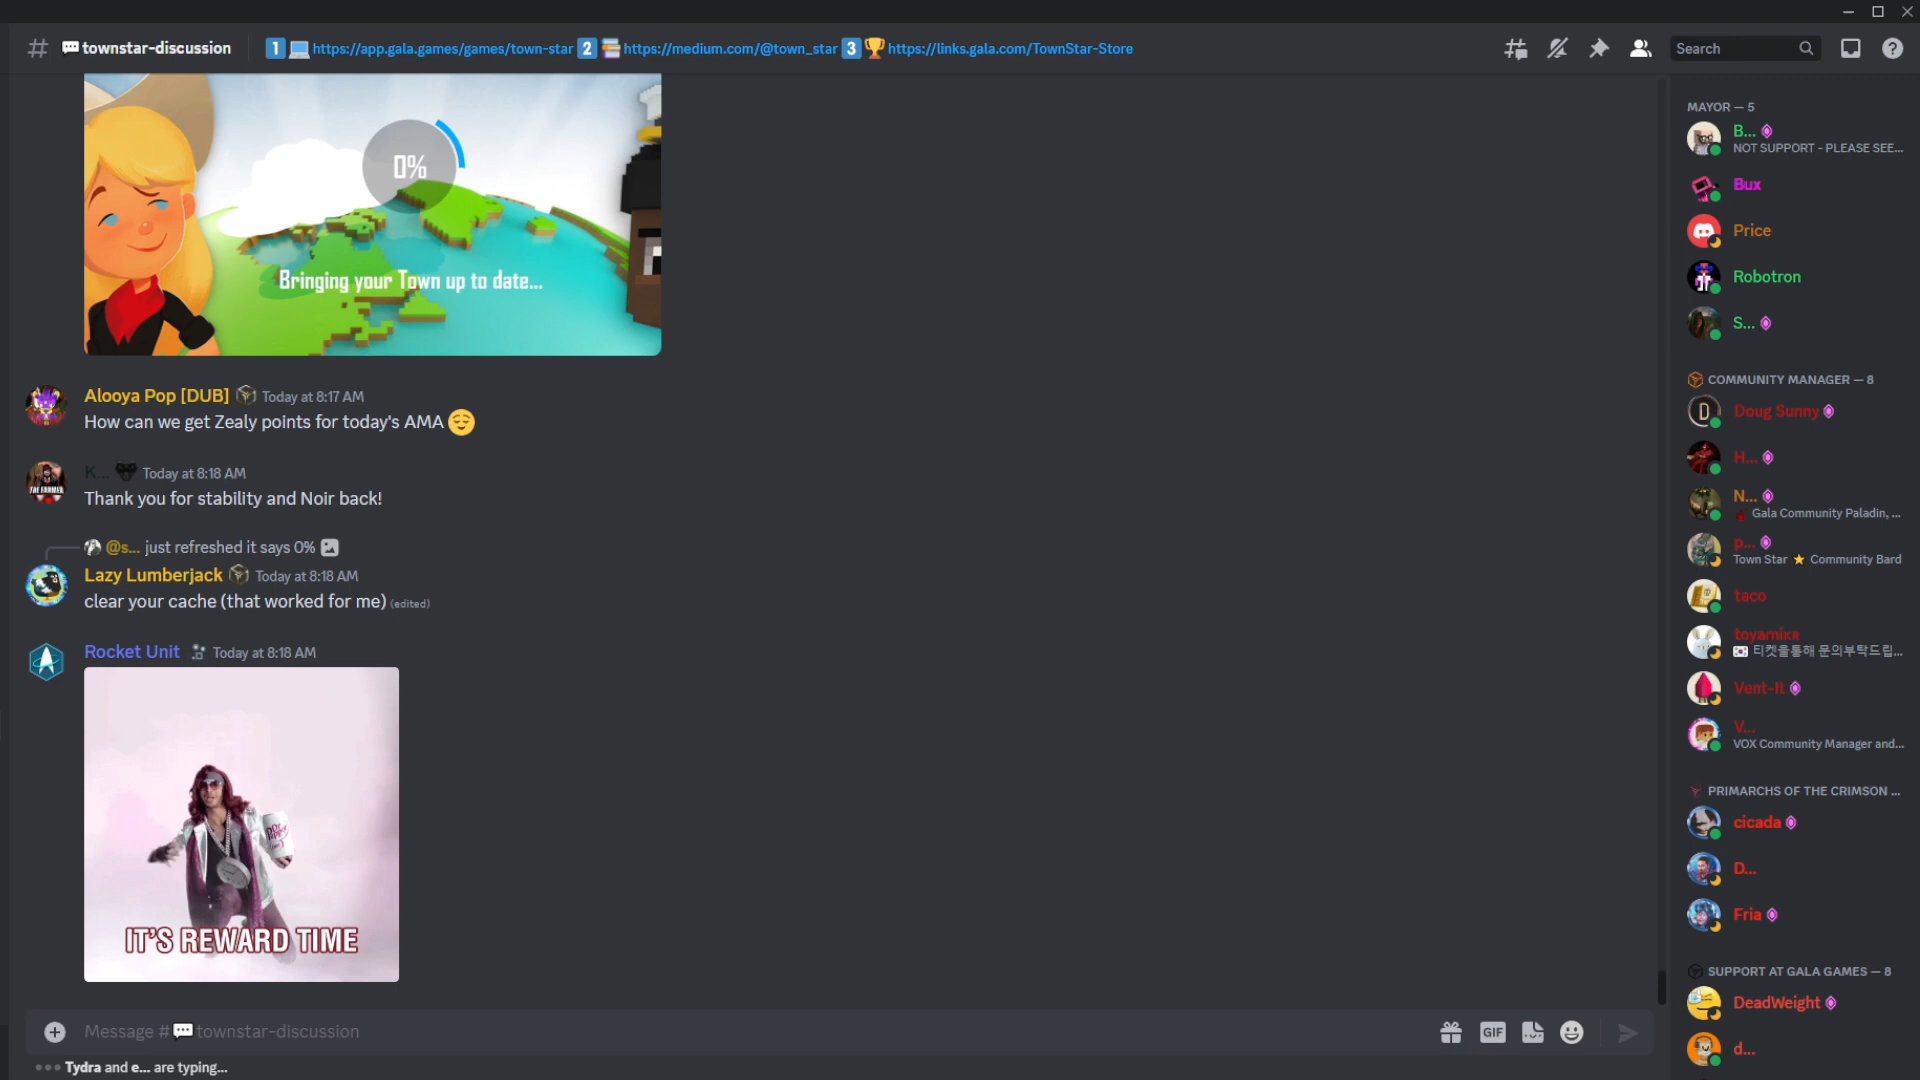 townstar-discussion
1 https://app.gala.games/games/town-star 2 https://medium.com/@town_star 3 https://links.gala.com/TownStar-Store
Search
0%
Bringing your Town up to date...
Alooya Pop [DUB] Today at 8:17 AM
How can we get Zealy points for today's AMA
K... Today at 8:18 AM
THE FARMER
Thank you for stability and Noir back!
@s... just refreshed it says 0%
Lazy Lumberjack Today at 8:18 AM
clear your cache (that worked for me) (edited)
Rocket Unit Today at 8:18 AM
Dr Pepper
IT'S REWARD TIME
Message # townstar-discussion
GIF
Tydra and e... are typing...
MAYOR — 5
B...
NOT SUPPORT - PLEASE SEE...
Bux
Price
Robotron
S...
COMMUNITY MANAGER — 8
D
Doug Sunny
H...
N...
Gala Community Paladin, ...
p...
Town Star ⭐ Community Bard
taco
toyamікя
🇰🇷 티켓을통해 문의부탁드립...
Vent-It
V...
VOX Community Manager and...
PRIMARCHS OF THE CRIMSON ...
cicada
D...
Fria
SUPPORT AT GALA GAMES — 8
DeadWeight
d...